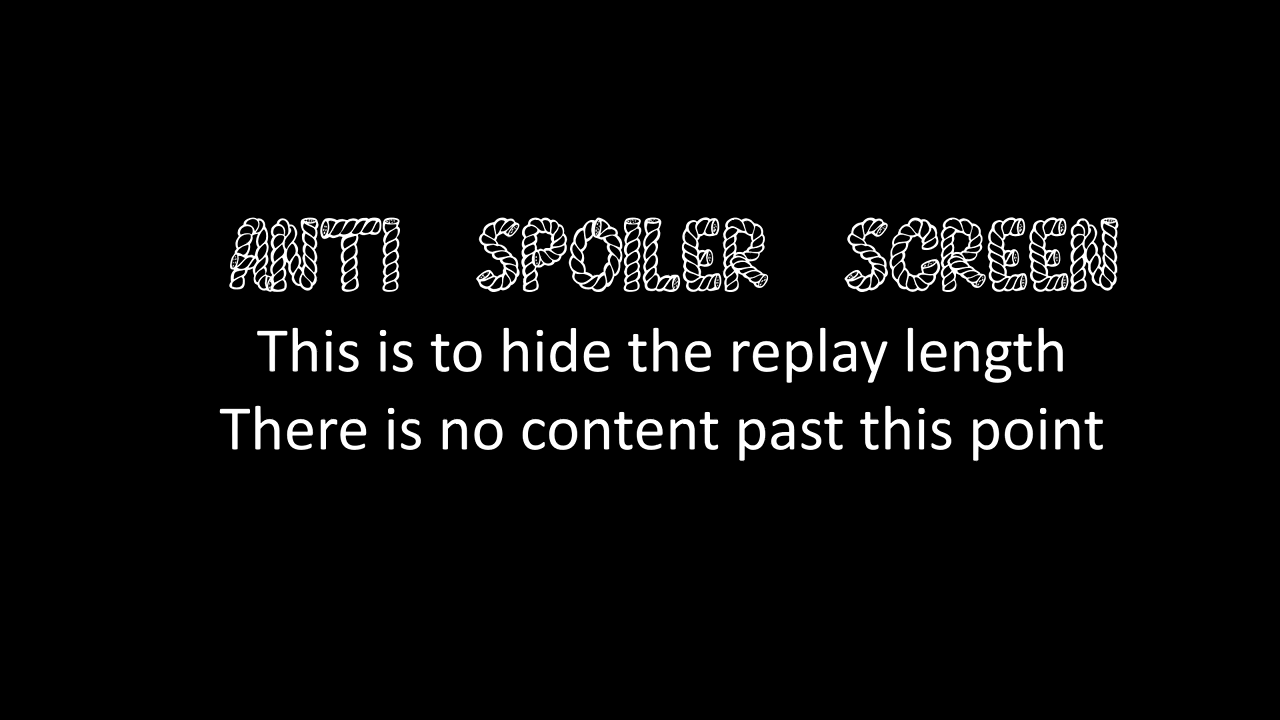 ANTI SPOILER SCREEN
This is to hide the replay length
There is no content past this point